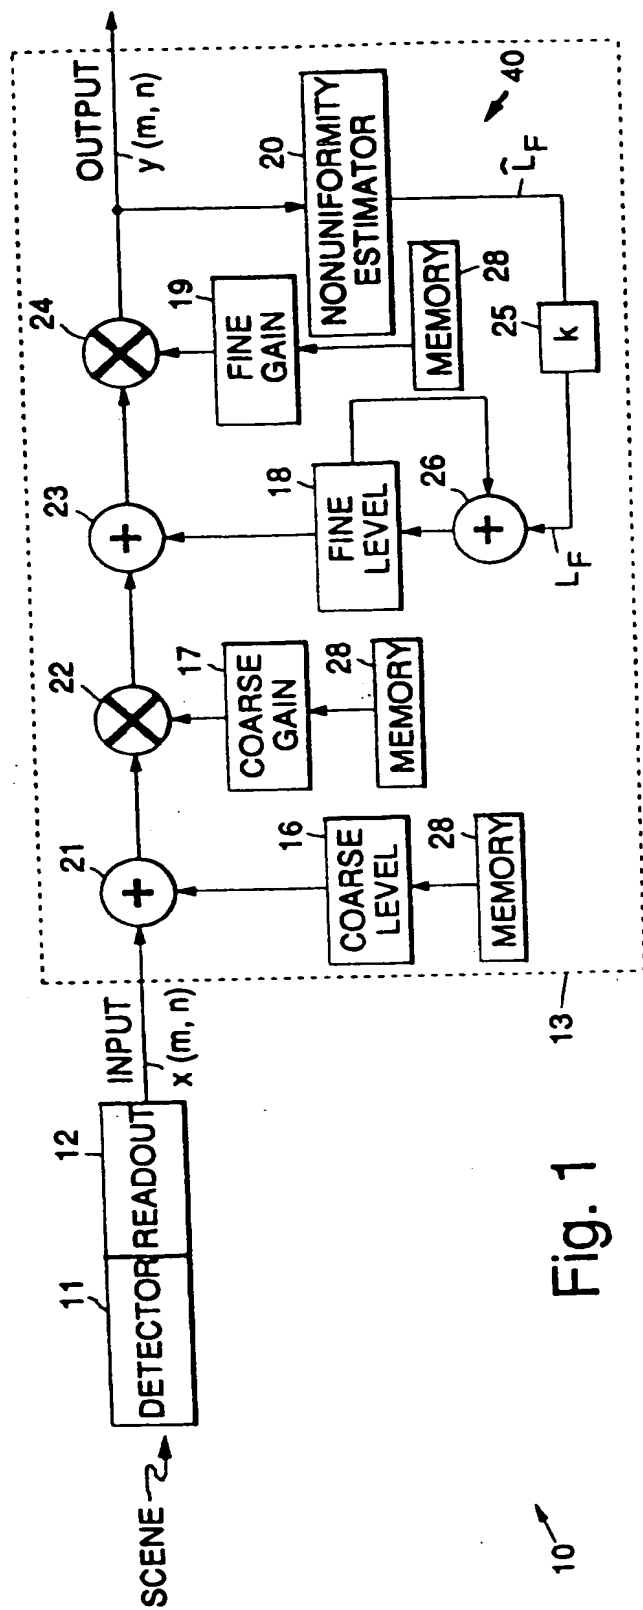 SCENE
11
12
DETECTOR
READOUT
INPUT
x (m, n)
21
+
22
23
+
24
OUTPUT
y (m, n)
16
COARSE
LEVEL
28
MEMORY
17
COARSE
GAIN
28
MEMORY
18
FINE
LEVEL
26
+
L_F
19
FINE
GAIN
28
MEMORY
20
NONUNIFORMITY
ESTIMATOR
40
L̂_F
25
k
13
10
Fig. 1